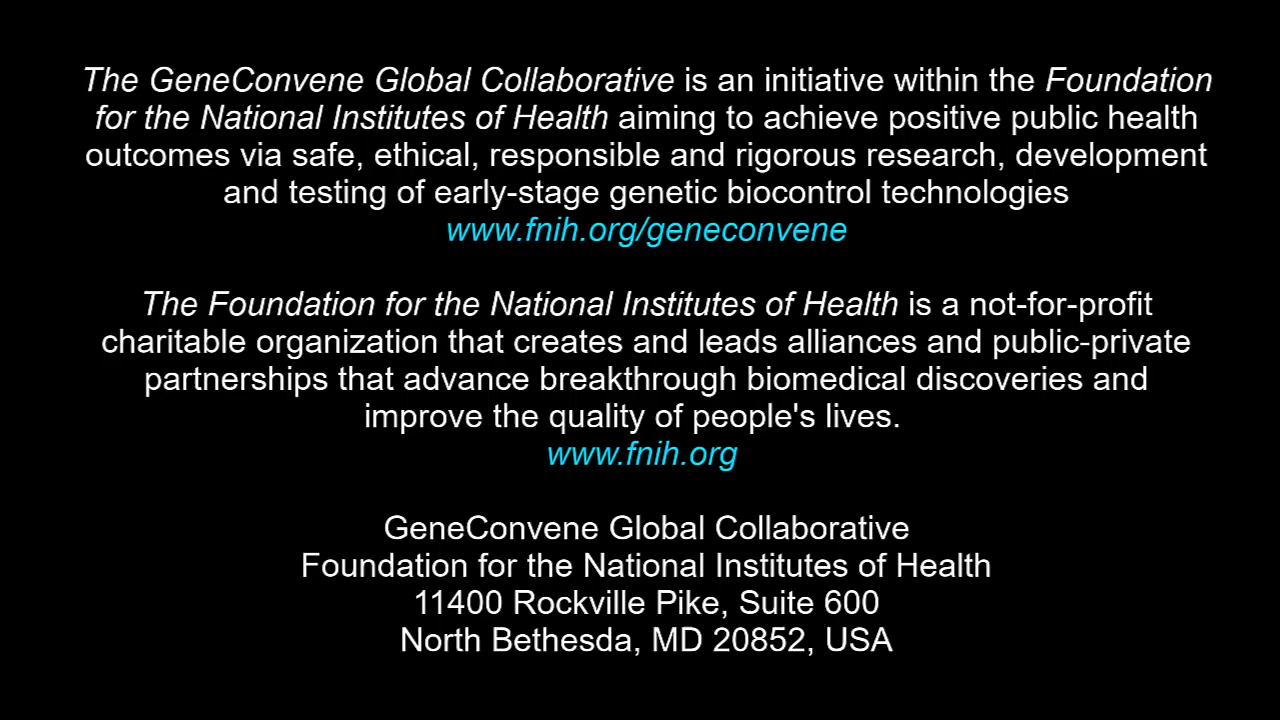 The GeneConvene Global Collaborative is an initiative within the Foundation
for the National Institutes of Health aiming to achieve positive public health
outcomes via safe, ethical, responsible and rigorous research, development
and testing of early-stage genetic biocontrol technologies
www.fnih.org/geneconvene
The Foundation for the National Institutes of Health is a not-for-profit
charitable organization that creates and leads alliances and public-private
partnerships that advance breakthrough biomedical discoveries and
improve the quality of people's lives.
www.fnih.org
GeneConvene Global Collaborative
Foundation for the National Institutes of Health
11400 Rockville Pike, Suite 600
North Bethesda, MD 20852, USA